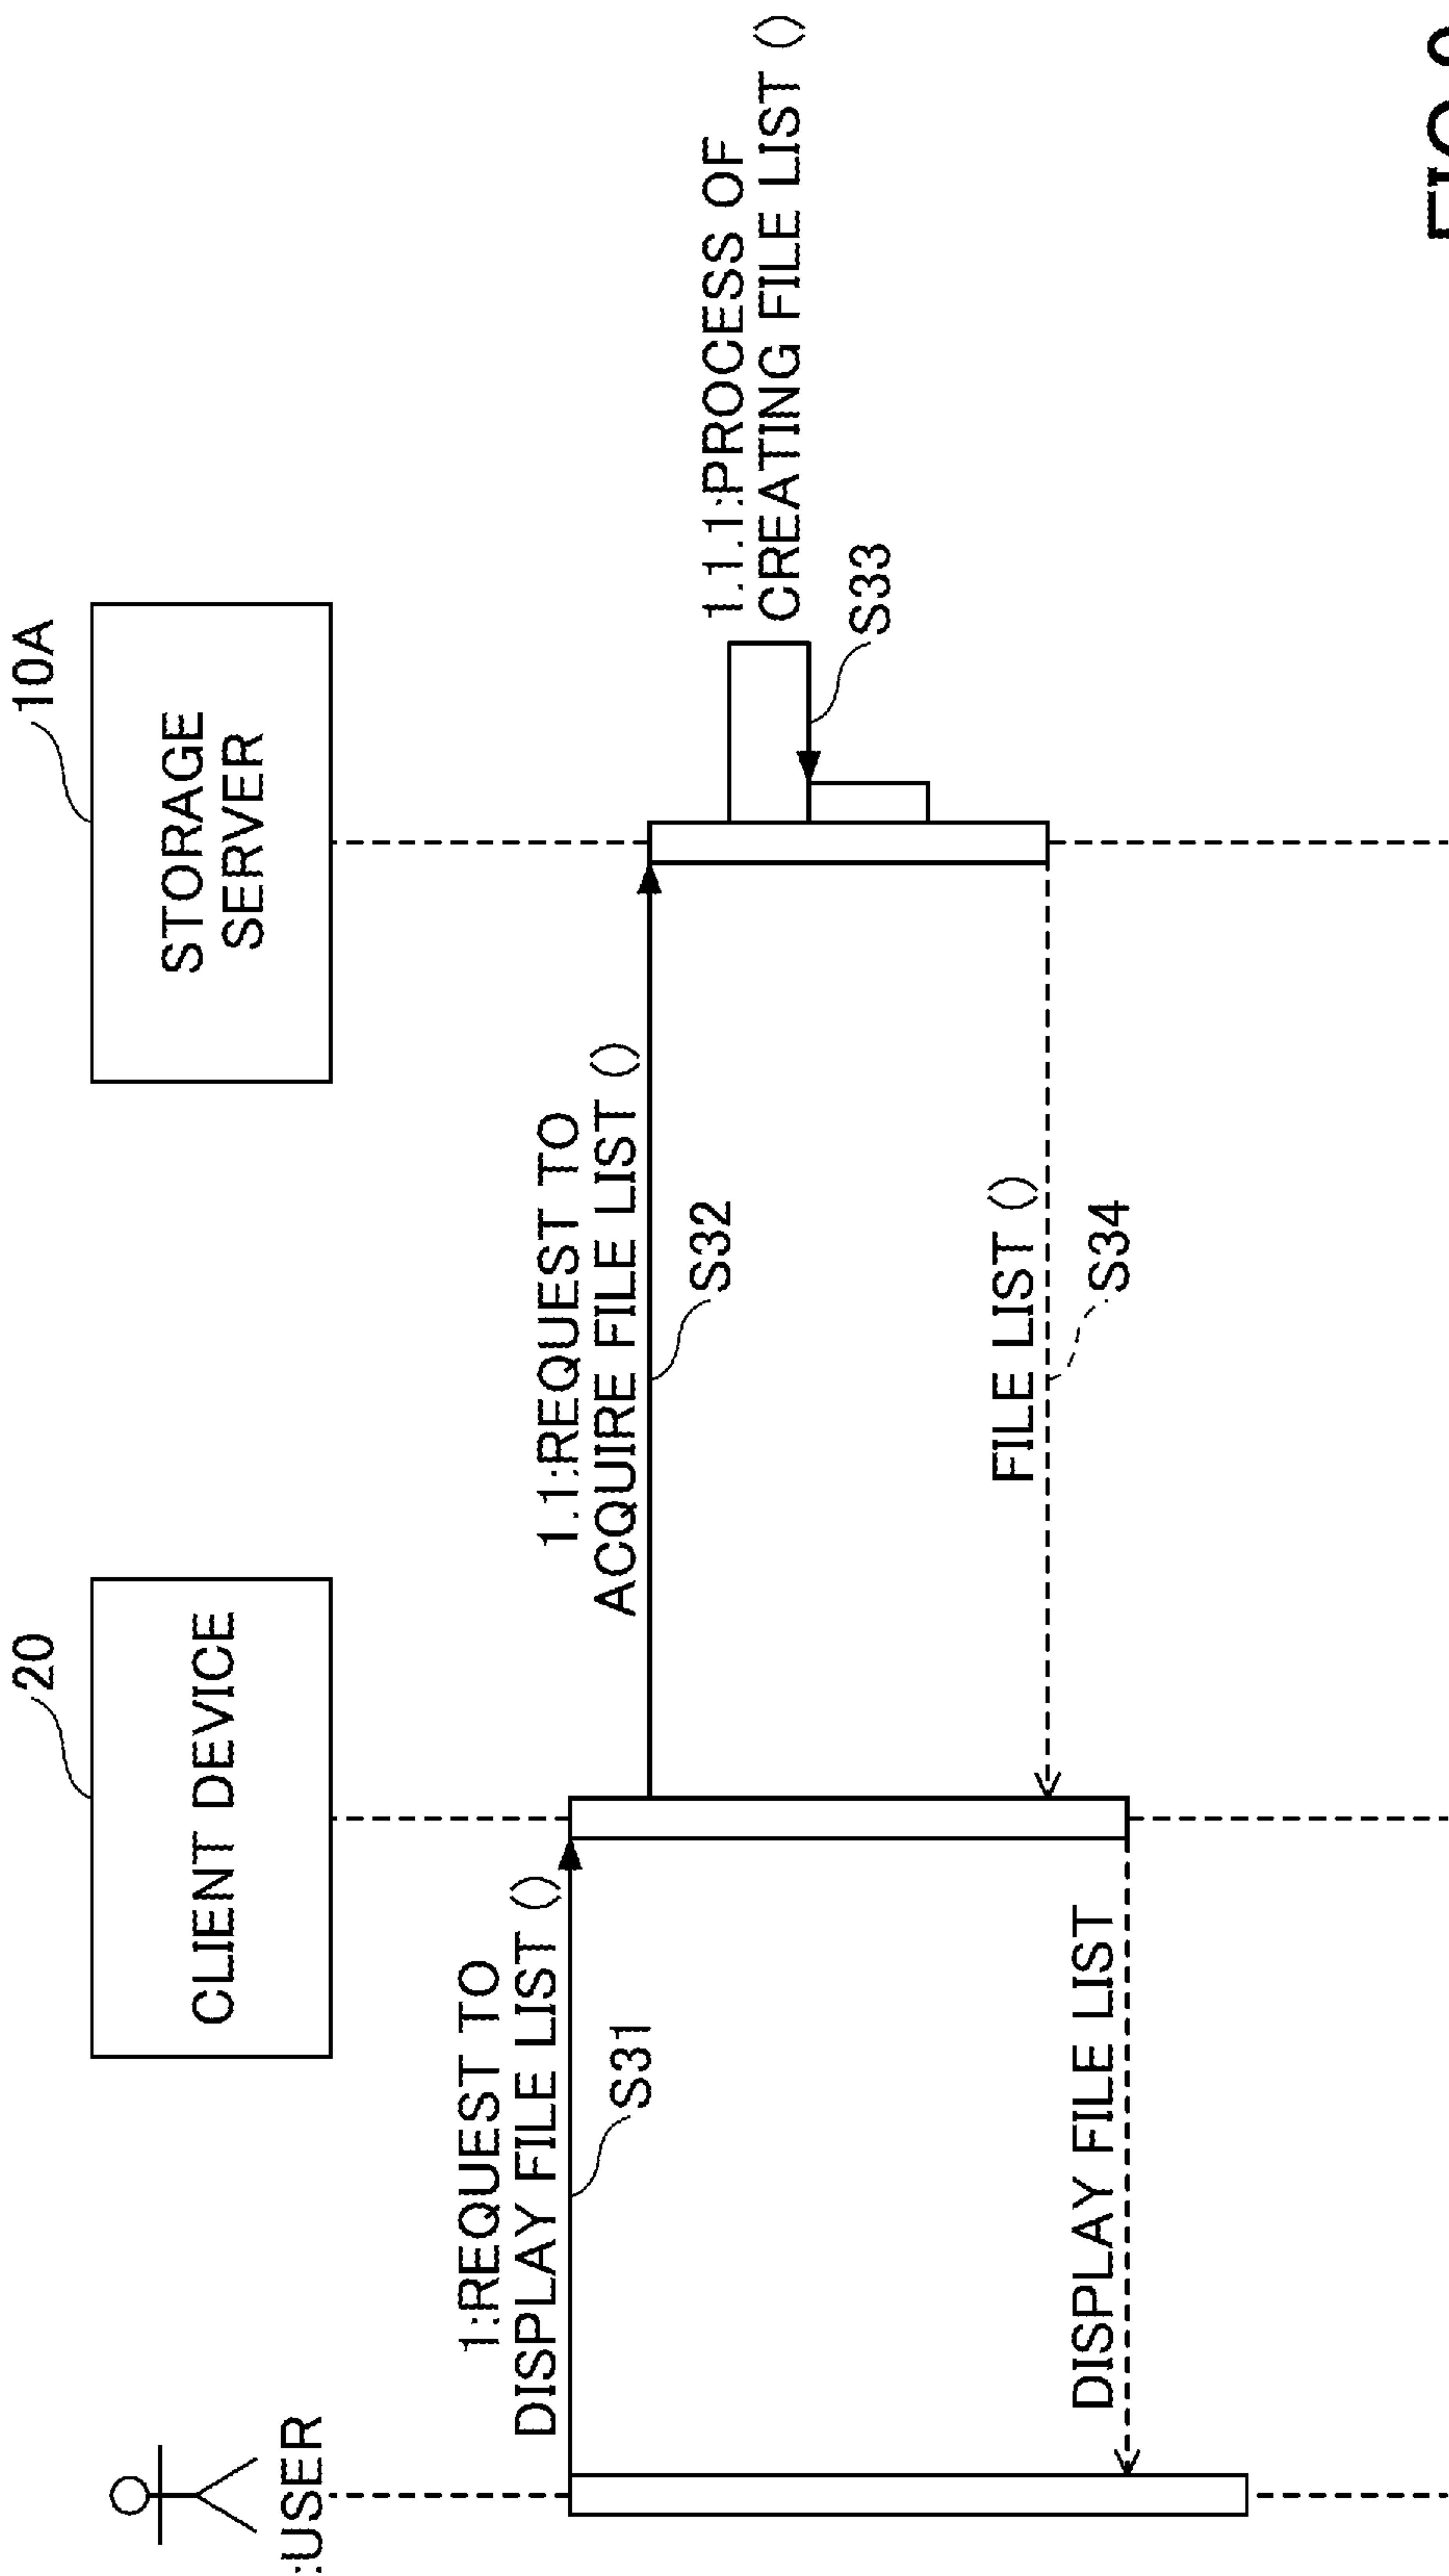 :USER
CLIENT DEVICE
20
STORAGE
SERVER
10A
1:REQUEST TO
DISPLAY FILE LIST ()
S31
1.1:REQUEST TO
ACQUIRE FILE LIST ()
S32
1.1.1:PROCESS OF
CREATING FILE LIST ()
S33
FILE LIST ()
S34
DISPLAY FILE LIST